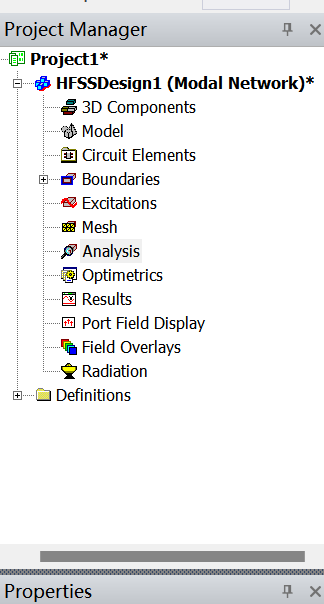 Project Manager
Project1*
HFSSDesign1 (Modal Network)*
3D Components
Model
Circuit Elements
Boundaries
Excitations
Mesh
Analysis
Optimetrics
Results
Port Field Display
Field Overlays
Radiation
Definitions
Properties